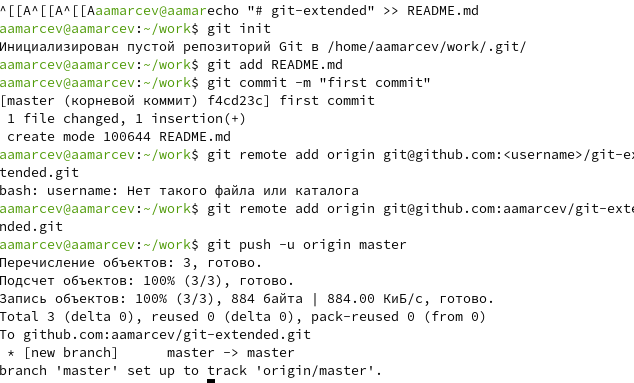 ^[[A^[[A^[[Aaamarcev@aamarecho "# git-extended" >> README.md
aamarcev@aamarcev:~/work$ git init
Инициализирован пустой репозиторий Git в /home/aamarcev/work/.git/
aamarcev@aamarcev:~/work$ git add README.md
aamarcev@aamarcev:~/work$ git commit -m "first commit"
[master (корневой коммит) f4cd23c] first commit
 1 file changed, 1 insertion(+)
 create mode 100644 README.md
aamarcev@aamarcev:~/work$ git remote add origin git@github.com:<username>/git-ex
tended.git
bash: username: Нет такого файла или каталога
aamarcev@aamarcev:~/work$ git remote add origin git@github.com:aamarcev/git-exte
nded.git
aamarcev@aamarcev:~/work$ git push -u origin master
Перечисление объектов: 3, готово.
Подсчет объектов: 100% (3/3), готово.
Запись объектов: 100% (3/3), 884 байта | 884.00 КиБ/с, готово.
Total 3 (delta 0), reused 0 (delta 0), pack-reused 0 (from 0)
To github.com:aamarcev/git-extended.git
 * [new branch]      master -> master
branch 'master' set up to track 'origin/master'.